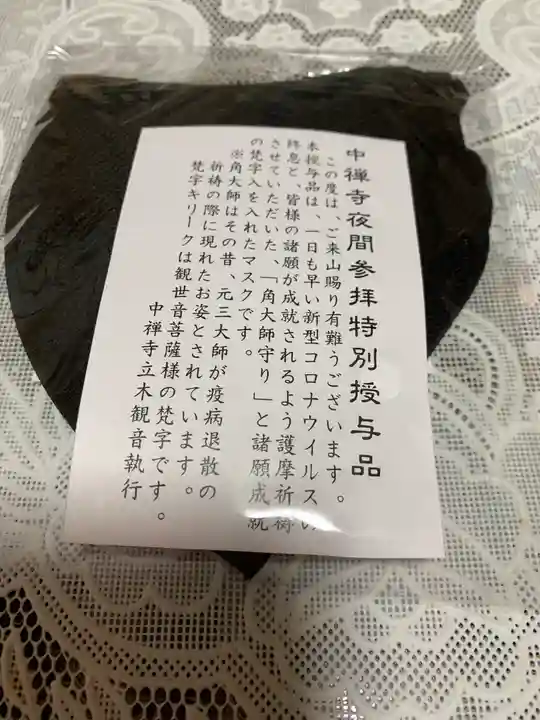 中禅寺夜間参拝特別授与品
この度は、ご来山賜り有難うございます。
本授与品は、一日も早い新型コロナウイルスの
終息と、皆様の諸願が成就されるよう護摩祈祷
させていただいた、「角大師守り」と諸願成就
の梵字入を入れたマスクです。
※角大師はその昔、元三大師が疫病退散の
祈祷の際に現れたお姿とされています。
梵字キリークは観世音菩薩様の梵字です。
中禅寺立木観音執行